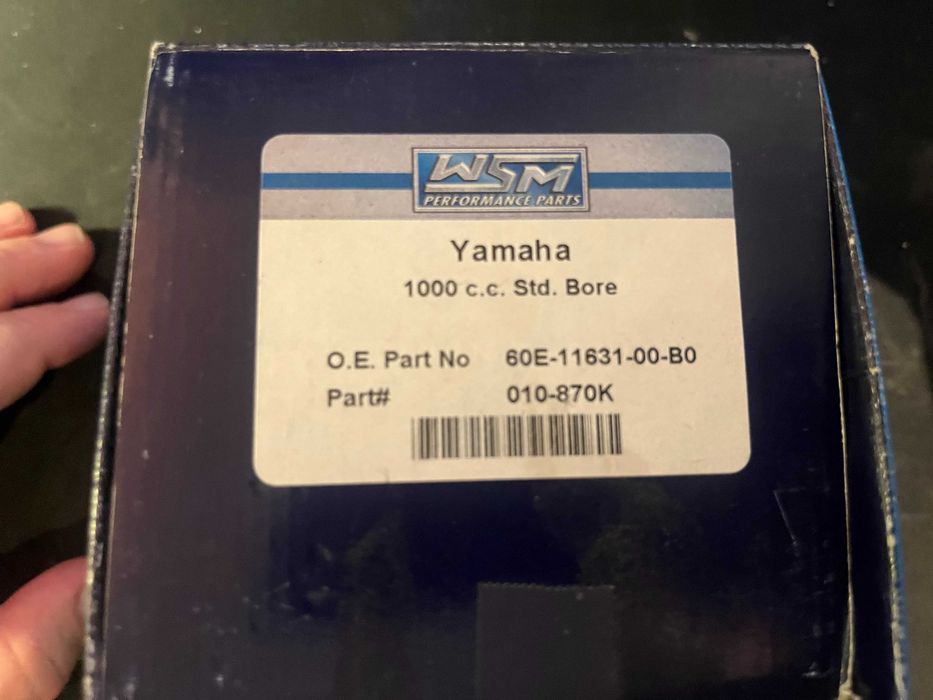 WSM
PERFORMANCE PARTS
Yamaha
1000 c.c. Std. Bore
O.E. Part No 60E-11631-00-B0
Part# 010-870K